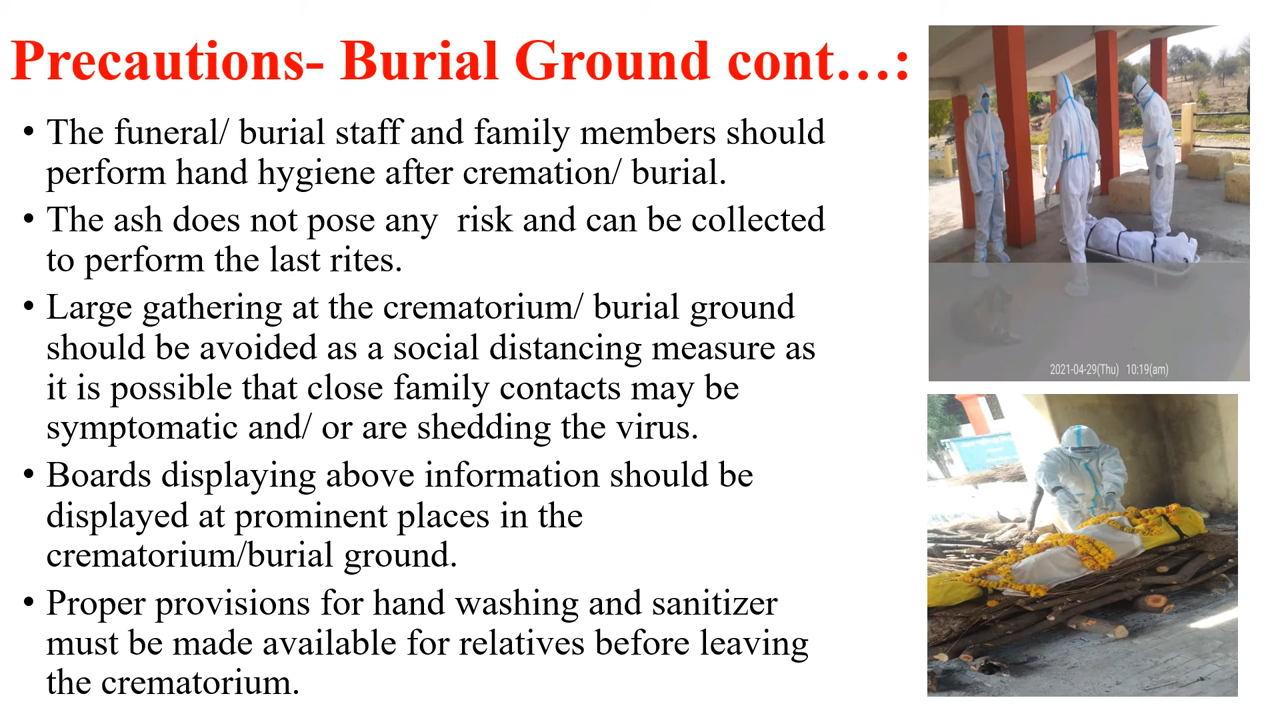 Precautions- Burial Ground cont…:
• The funeral/ burial staff and family members should
perform hand hygiene after cremation/ burial.
• The ash does not pose any  risk and can be collected
to perform the last rites.
• Large gathering at the crematorium/ burial ground
should be avoided as a social distancing measure as
it is possible that close family contacts may be
symptomatic and/ or are shedding the virus.
• Boards displaying above information should be
displayed at prominent places in the
crematorium/burial ground.
• Proper provisions for hand washing and sanitizer
must be made available for relatives before leaving
the crematorium.
2021-04-29(Thu) 10:19(am)